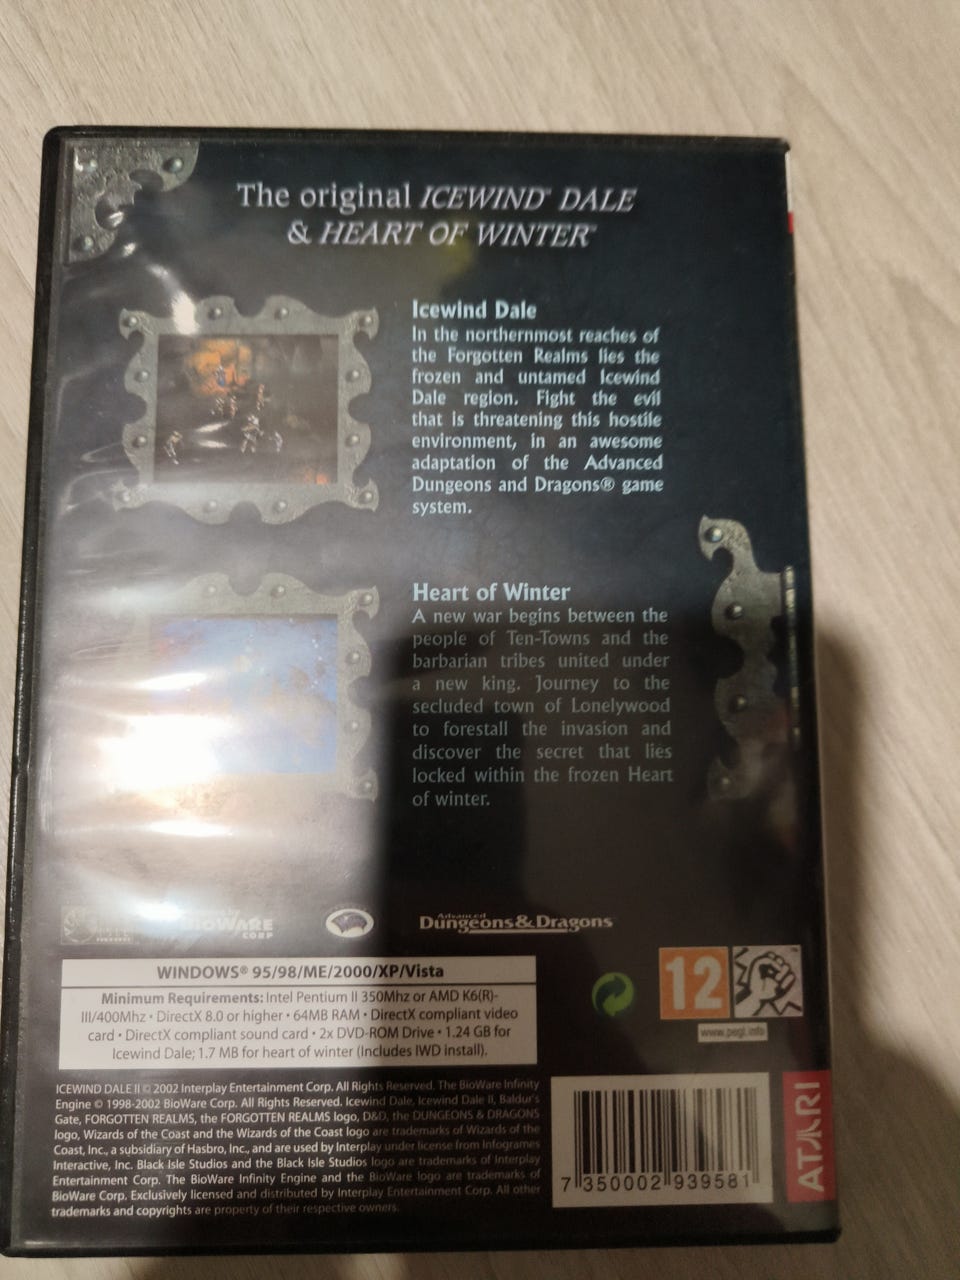 The original ICEWIND™ DALE
& HEART OF WINTER™
Icewind Dale
In the northernmost reaches of
the Forgotten Realms lies the
frozen and untamed Icewind
Dale region. Fight the evil
that is threatening this hostile
environment, in an awesome
adaptation of the Advanced
Dungeons and Dragons® game
system.
Heart of Winter
A new war begins between the
people of Ten-Towns and the
barbarian tribes united under
a new king. Journey to the
secluded town of Lonelywood
to forestall the invasion and
discover the secret that lies
locked within the frozen Heart
of winter.
BIOWARE
CORP
Advanced
Dungeons&Dragons
WINDOWS® 95/98/ME/2000/XP/Vista
Minimum Requirements: Intel Pentium II 350Mhz or AMD K6(R)-
III/400Mhz • DirectX 8.0 or higher • 64MB RAM • DirectX compliant video
card • DirectX compliant sound card • 2x DVD-ROM Drive • 1.24 GB for
Icewind Dale; 1.7 MB for heart of winter (includes IWD install).
12
www.pegi.info
ICEWIND DALE II © 2002 Interplay Entertainment Corp. All Rights Reserved. The BioWare Infinity
Engine © 1998-2002 BioWare Corp. All Rights Reserved. Icewind Dale, Icewind Dale II, Baldur's
Gate, FORGOTTEN REALMS, the FORGOTTEN REALMS logo, D&D, the DUNGEONS & DRAGONS
logo, Wizards of the Coast and the Wizards of the Coast logo are trademarks of Wizards of the
Coast, Inc., a subsidiary of Hasbro, Inc., and are used by Interplay under license from Infogrames
Interactive, Inc. Black Isle Studios and the Black Isle Studios logo are trademarks of Interplay
Entertainment Corp. The BioWare Infinity Engine and the BioWare logo are trademarks of
BioWare Corp. Exclusively licensed and distributed by Interplay Entertainment Corp. All other
trademarks and copyrights are property of their respective owners.
7 350002 939581
ATARI